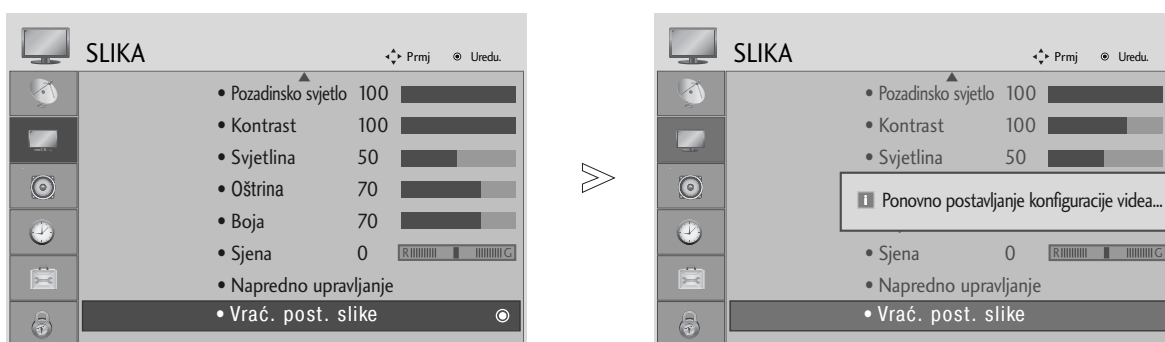 SLIKA Prmj Uredu.
• Pozadinsko svjetlo 100
• Kontrast 100
• Svjetlina 50
• Oštrina 70
• Boja 70
• Sjena 0 R G
• Napredno upravljanje
• Vrać. post. slike
SLIKA Prmj Uredu.
• Pozadinsko svjetlo 100
• Kontrast 100
• Svjetlina 50
i Ponovno postavljanje konfiguracije videa...
• Sjena 0 R G
• Napredno upravljanje
• Vrać. post. slike